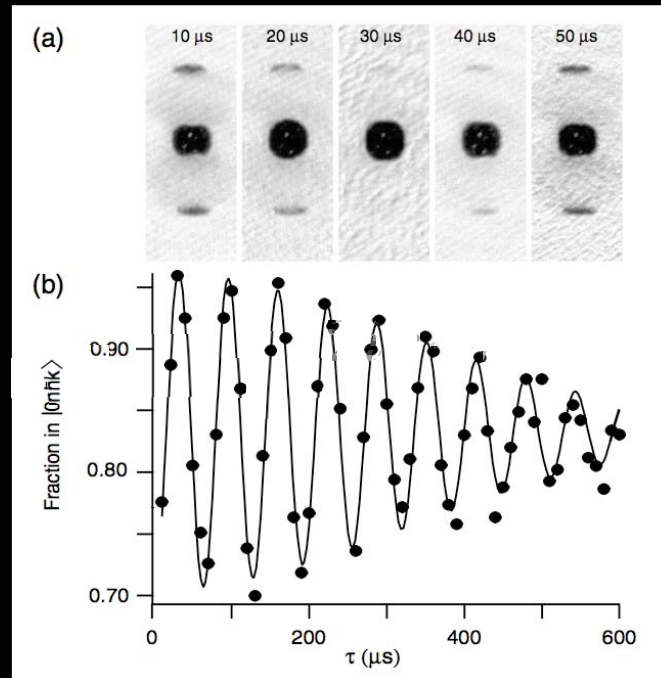 (a)
10 µs 20 µs 30 µs 40 µs 50 µs
(b)
Fraction in |0nħk⟩
0.90
0.80
0.70
0 200 400 600
τ (µs)